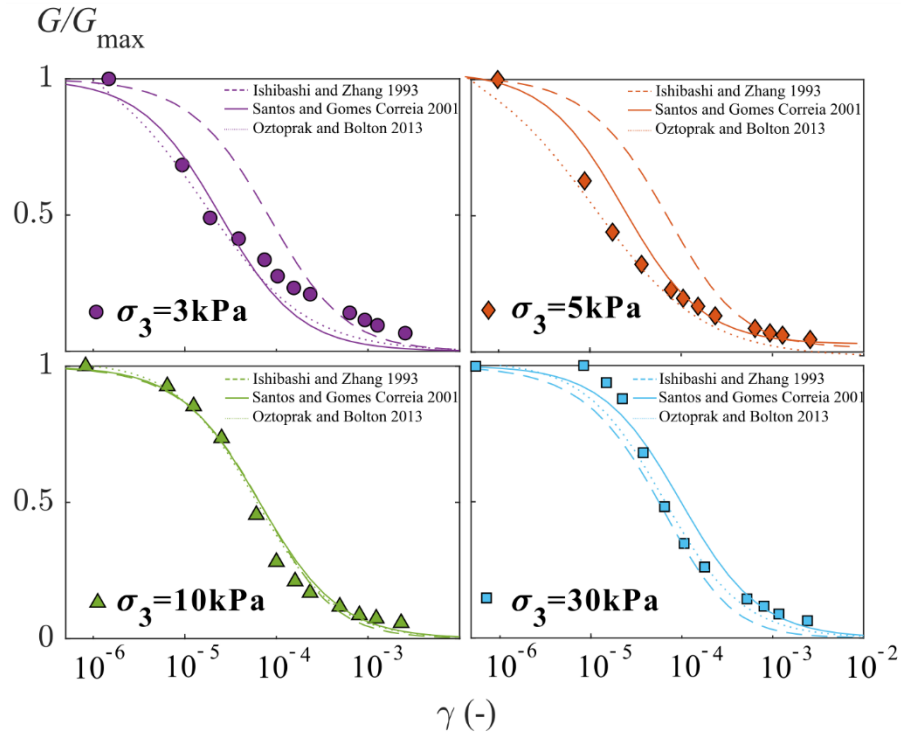 G/G_max
1
0.5
Ishibashi and Zhang 1993
Santos and Gomes Correia 2001
Oztoprak and Bolton 2013
σ₃=3kPa
Ishibashi and Zhang 1993
Santos and Gomes Correia 2001
Oztoprak and Bolton 2013
σ₃=5kPa
1
0.5
0
Ishibashi and Zhang 1993
Santos and Gomes Correia 2001
Oztoprak and Bolton 2013
σ₃=10kPa
Ishibashi and Zhang 1993
Santos and Gomes Correia 2001
Oztoprak and Bolton 2013
σ₃=30kPa
10⁻⁶ 10⁻⁵ 10⁻⁴ 10⁻³ 10⁻⁶ 10⁻⁵ 10⁻⁴ 10⁻³ 10⁻²
γ (-)